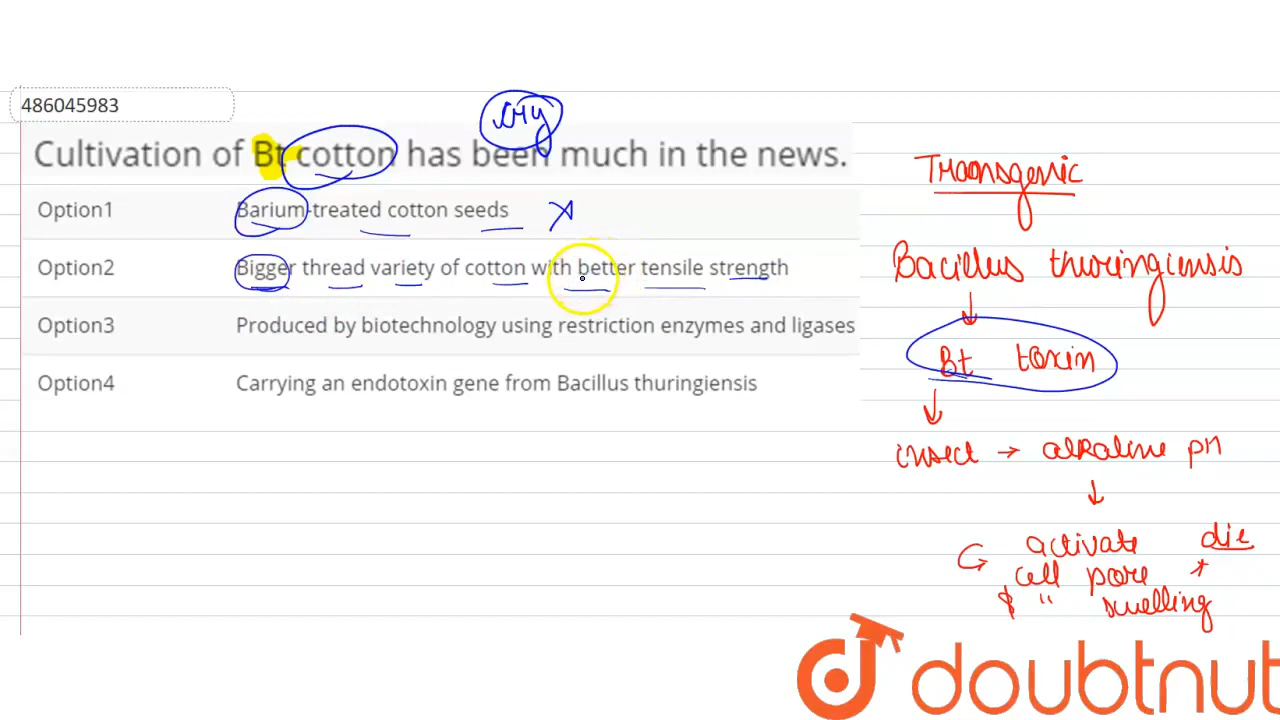 486045983
cry
Cultivation of Bt cotton has been much in the news.
Option1 Barium-treated cotton seeds
Option2 Bigger thread variety of cotton with better tensile strength
Option3 Produced by biotechnology using restriction enzymes and ligases
Option4 Carrying an endotoxin gene from Bacillus thuringiensis
Transgenic
Bacillus thuringiensis
↓
Bt toxin
↓
insect → alkaline pH
↓
activate die
cell pore
" swelling
doubtnut